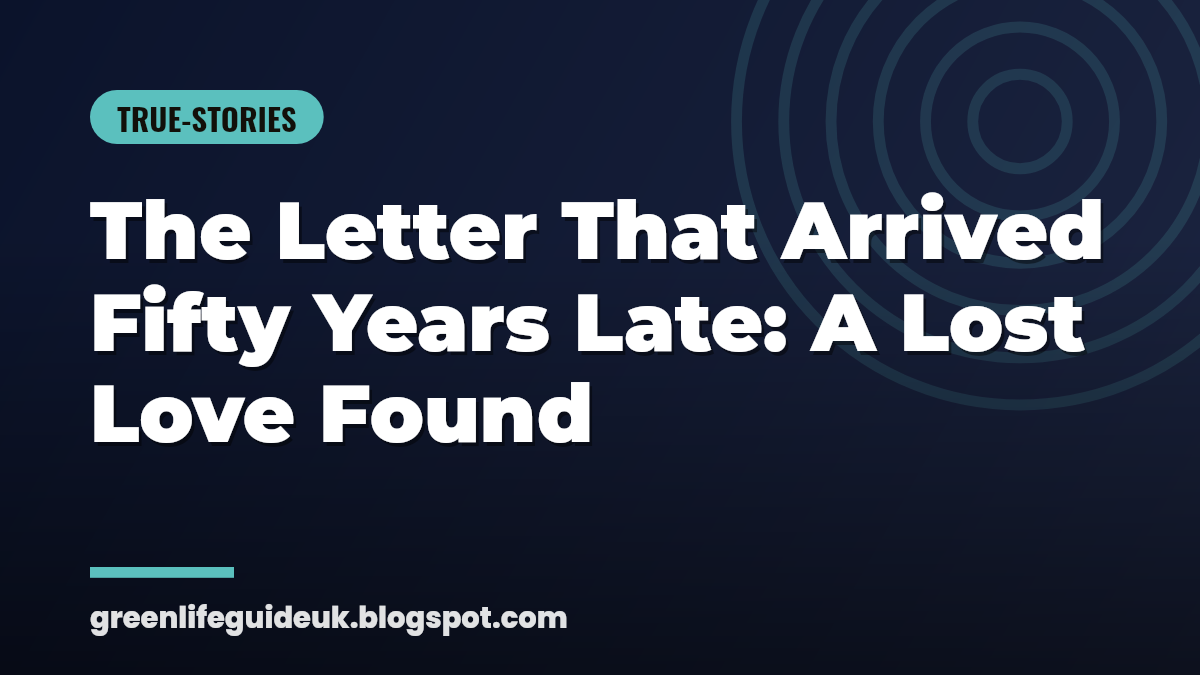 TRUE-STORIES
The Letter That Arrived
Fifty Years Late: A Lost
Love Found
greenlifeguideuk.blogspot.com